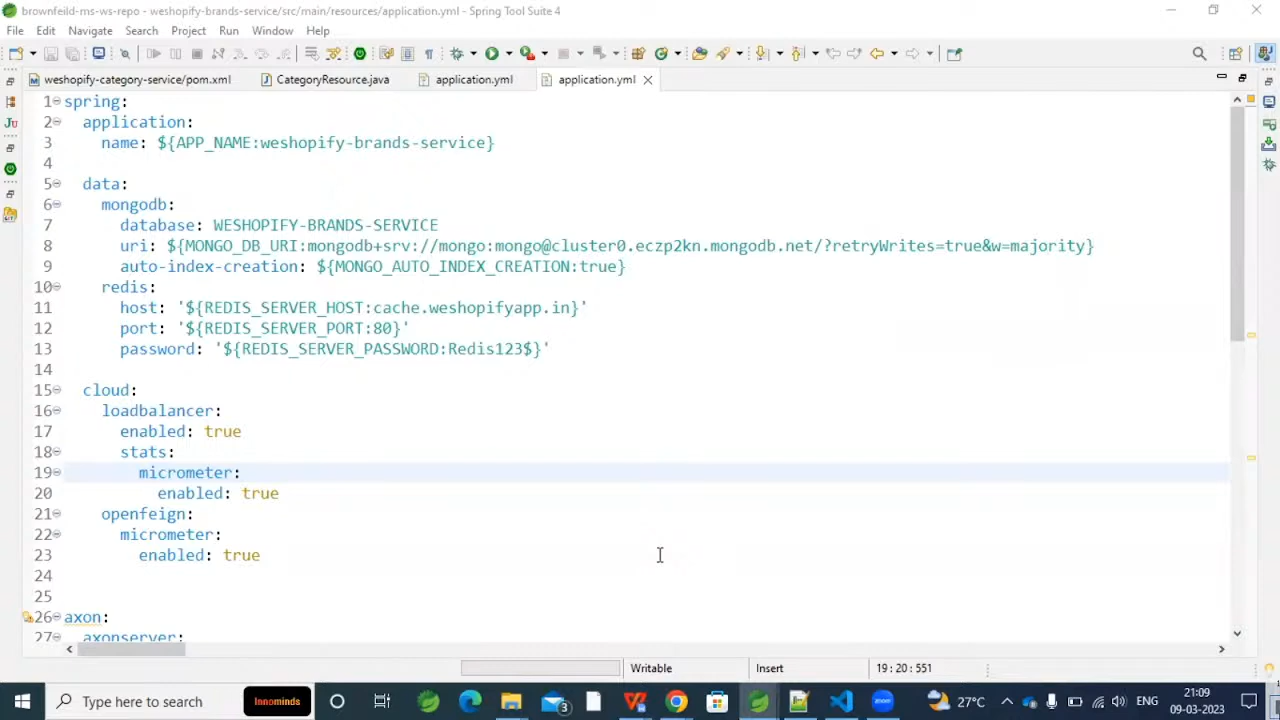 brownfeild-ms-ws-repo - weshopify-brands-service/src/main/resources/application.yml - Spring Tool Suite 4
File Edit Navigate Search Project Run Window Help
weshopify-category-service/pom.xml CategoryResource.java application.yml application.yml
1 spring:
2 application:
3 name: ${APP_NAME:weshopify-brands-service}
4
5 data:
6 mongodb:
7 database: WESHOPIFY-BRANDS-SERVICE
8 uri: ${MONGO_DB_URI:mongodb+srv://mongo:mongo@cluster0.eczp2kn.mongodb.net/?retryWrites=true&w=majority}
9 auto-index-creation: ${MONGO_AUTO_INDEX_CREATION:true}
10 redis:
11 host: '${REDIS_SERVER_HOST:cache.weshopifyapp.in}'
12 port: '${REDIS_SERVER_PORT:80}'
13 password: '${REDIS_SERVER_PASSWORD:Redis123$}'
14
15 cloud:
16 loadbalancer:
17 enabled: true
18 stats:
19 micrometer:
20 enabled: true
21 openfeign:
22 micrometer:
23 enabled: true
24
25
26 axon:
27 axonserver:
Writable Insert 19 : 20 : 551
Type here to search Innominds 3 zoom 27°C ENG 21:09
09-03-2023